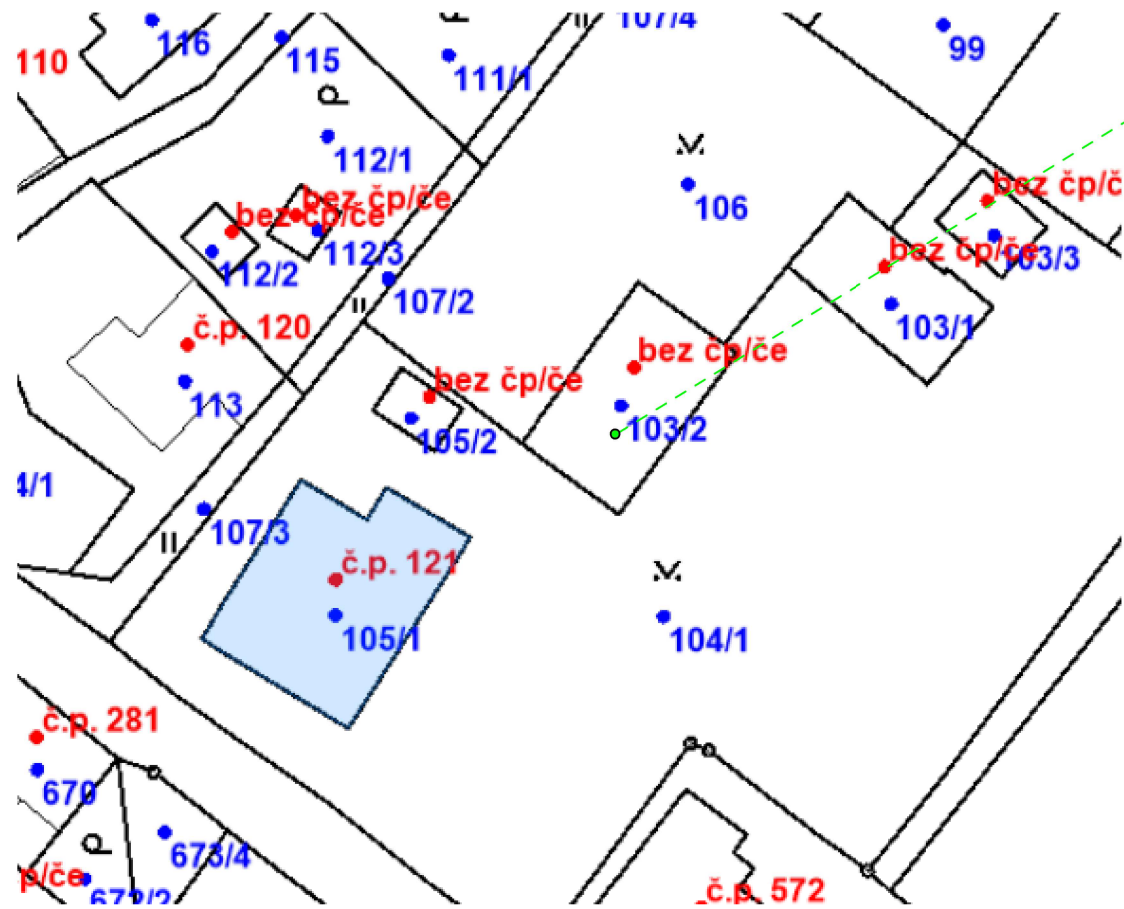 107/4
116
115
99
110
111/1
112/1
106
bez čp/če
bez čp/č
bez čp/če
112/3
112/2
103/3
bez čp/če
107/2
103/1
č.p. 120
bez čp/če
bez čp/če
113
105/2
103/2
4/1
107/3
č.p. 121
105/1
104/1
č.p. 281
670
673/4
p/če
672/2
č.p. 572